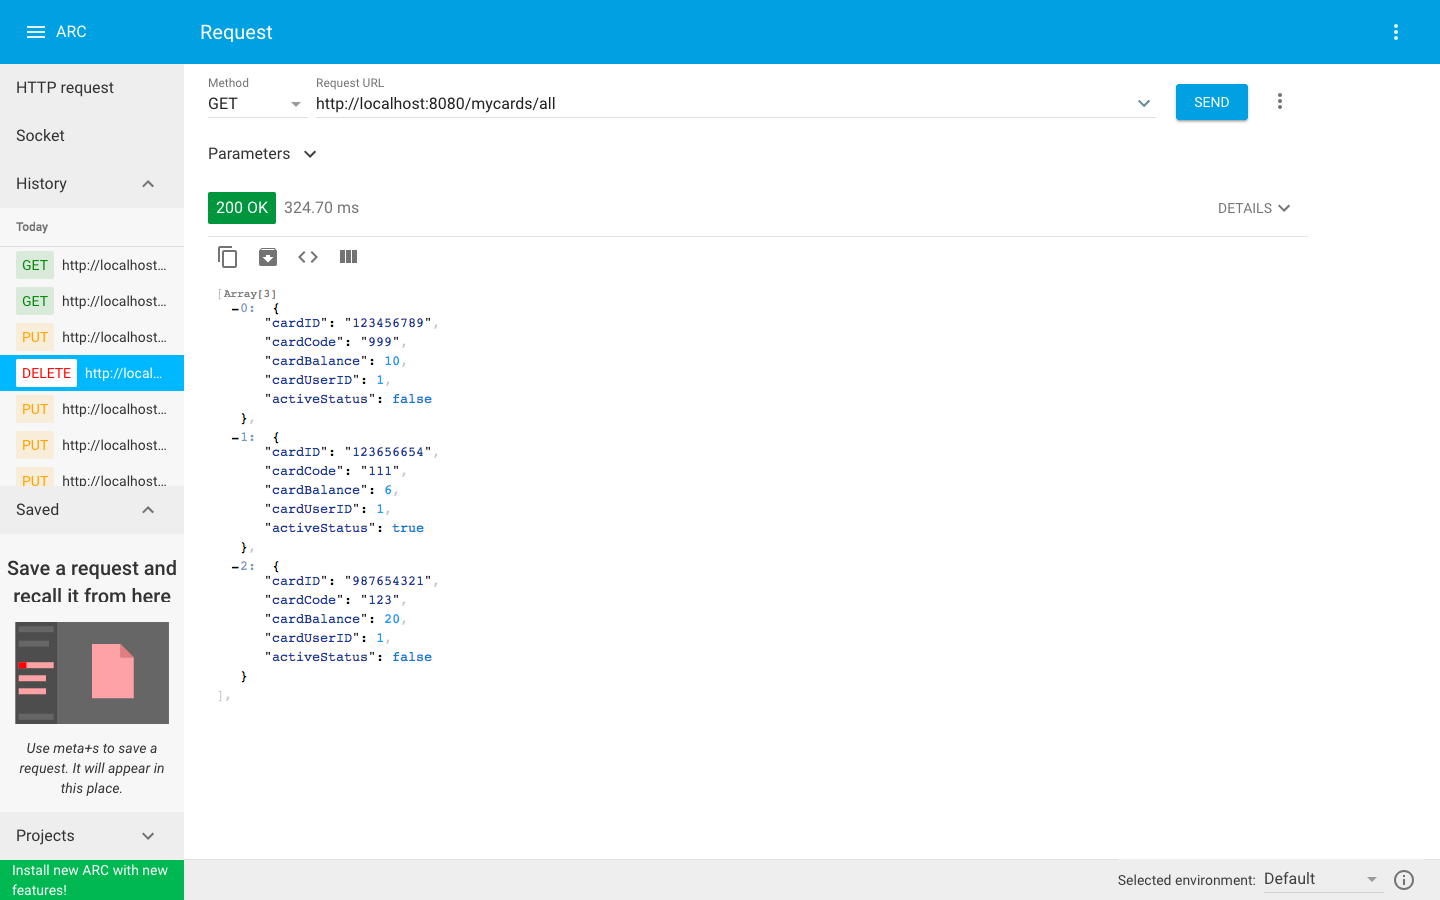 ARC
Request
HTTP request
Socket
History
Today
GET http://localhost...
GET http://localhost...
PUT http://localhost...
DELETE http://local...
PUT http://localhost...
PUT http://localhost...
PUT http://localhost...
Saved
Save a request and
recall it from here
Use meta+s to save a
request. It will appear in
this place.
Projects
Install new ARC with new
features!
Method
GET
Request URL
http://localhost:8080/mycards/all
SEND
Parameters
200 OK 324.70 ms
DETAILS
[Array[3]
-0: {
"cardID": "123456789",
"cardCode": "999",
"cardBalance": 10,
"cardUserID": 1,
"activeStatus": false
},
-1: {
"cardID": "123656654",
"cardCode": "111",
"cardBalance": 6,
"cardUserID": 1,
"activeStatus": true
},
-2: {
"cardID": "987654321",
"cardCode": "123",
"cardBalance": 20,
"cardUserID": 1,
"activeStatus": false
}
],
Selected environment: Default